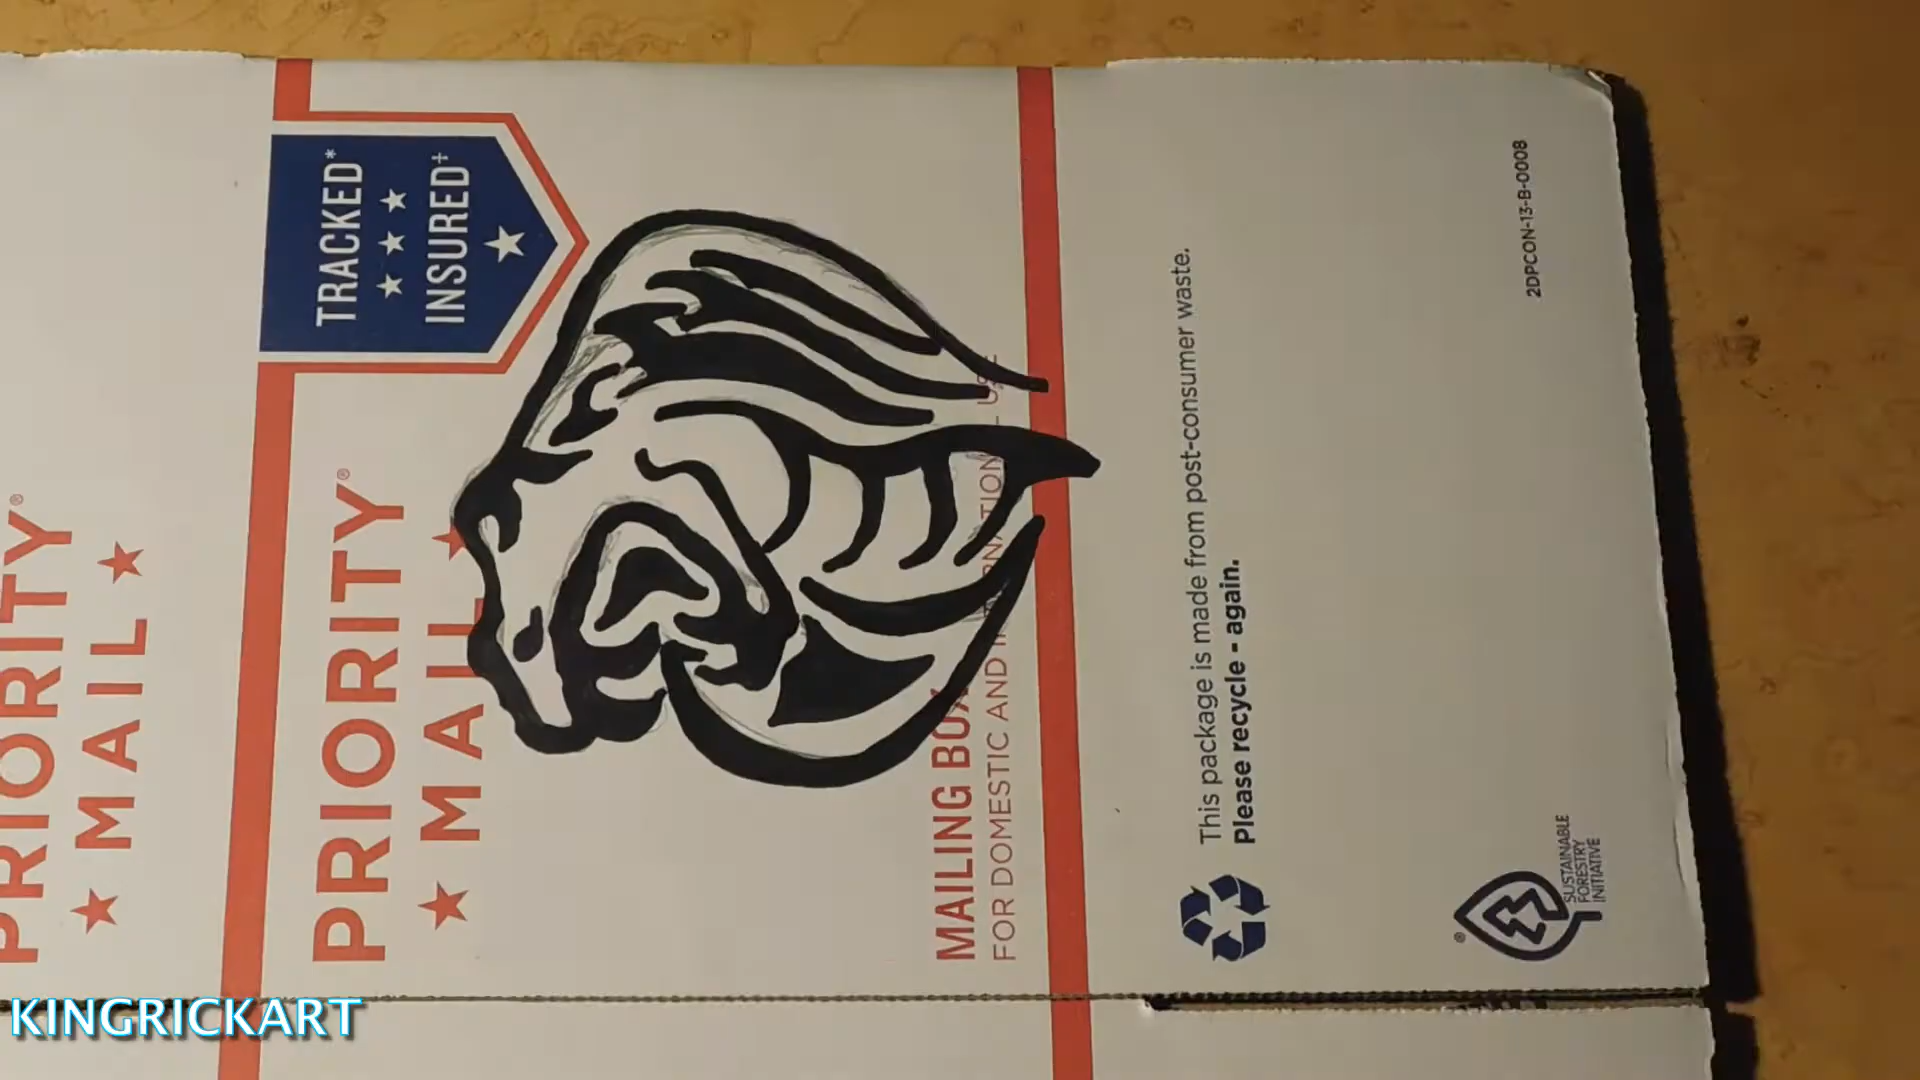 PRIORITY®
★ MAIL ★
TRACKED*
★ ★ ★
INSURED‡
★
PRIORITY®
★ MAIL ★
MAILING BOX
FOR DOMESTIC AND
USE
This package is made from post-consumer waste.
Please recycle - again.
2DPCON-13-B-0008
SUSTAINABLE
FORESTRY
INITIATIVE
®
KINGRICKART